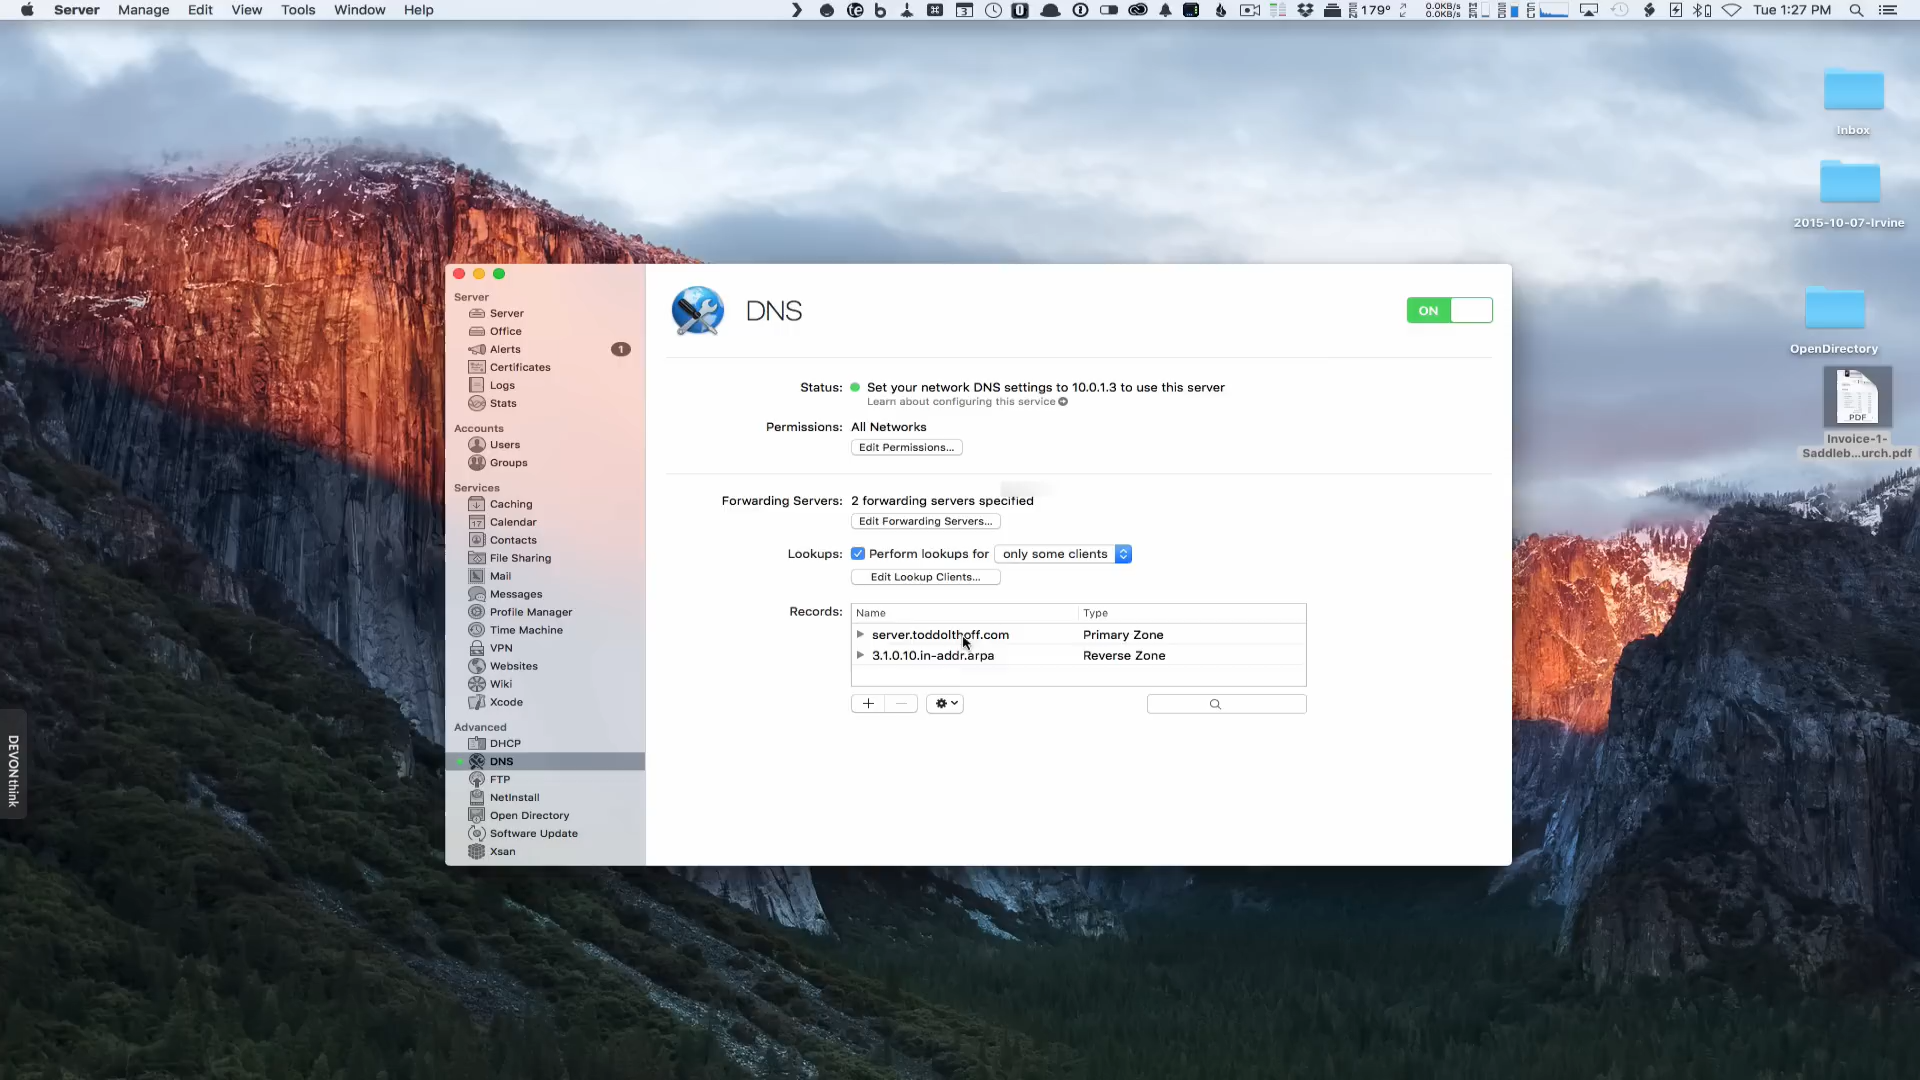 Server Manage Edit View Tools Window Help
179° 0.0KB/s 0.0KB/s Tue 1:27 PM
Inbox
2015-10-07-Irvine
OpenDirectory
PDF
Invoice-1-
Saddleb...urch.pdf
DEVONthink
Server
Server
Office
Alerts 1
Certificates
Logs
Stats
Accounts
Users
Groups
Services
Caching
17 Calendar
Contacts
File Sharing
Mail
Messages
Profile Manager
Time Machine
VPN
Websites
Wiki
Xcode
Advanced
DHCP
DNS
FTP
NetInstall
Open Directory
Software Update
Xsan
DNS
ON
Status: Set your network DNS settings to 10.0.1.3 to use this server
Learn about configuring this service
Permissions: All Networks
Edit Permissions...
Forwarding Servers: 2 forwarding servers specified
Edit Forwarding Servers...
Lookups: Perform lookups for only some clients
Edit Lookup Clients...
Records: Name Type
server.toddolthoff.com Primary Zone
3.1.0.10.in-addr.arpa Reverse Zone